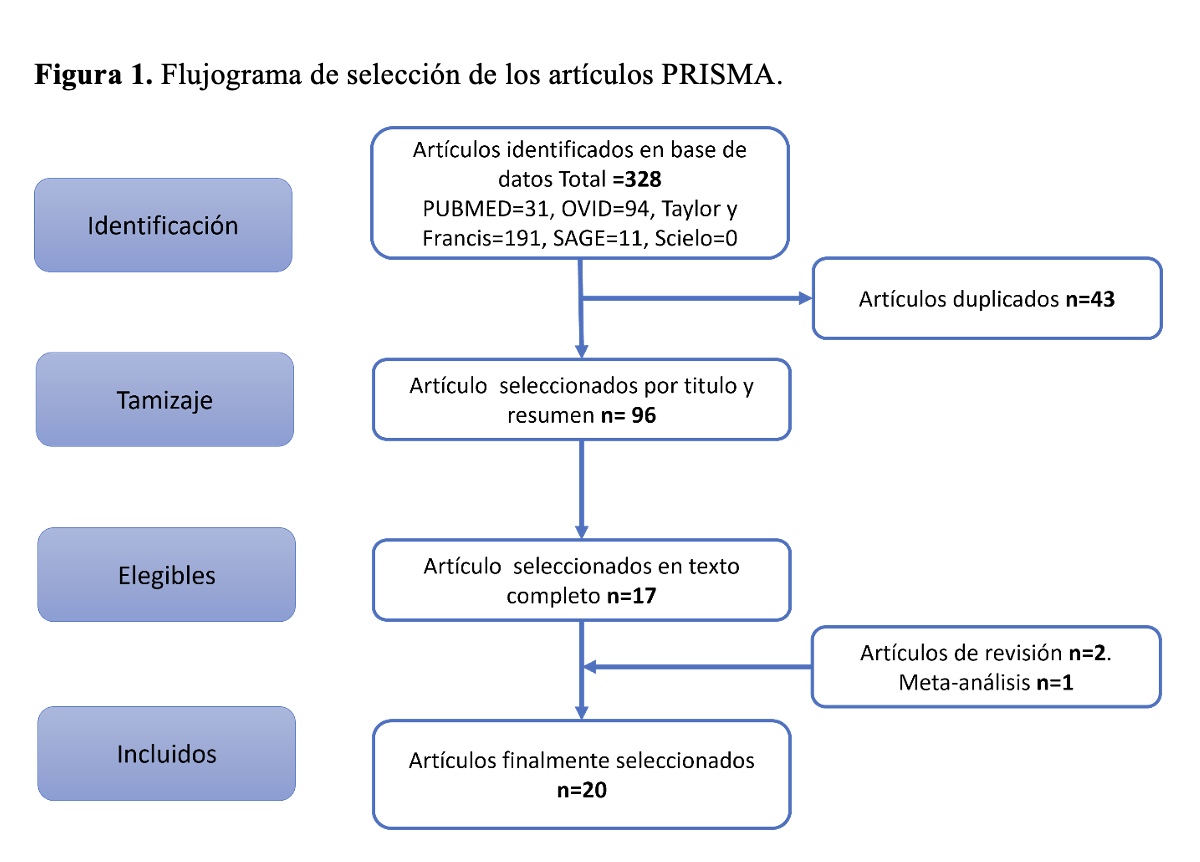 Figura 1. Flujograma de selección de los artículos PRISMA.
Identificación
Artículos identificados en base de
datos Total =328
PUBMED=31, OVID=94, Taylor y
Francis=191, SAGE=11, Scielo=0
Artículos duplicados n=43
Tamizaje
Artículo  seleccionados por titulo y
resumen n= 96
Elegibles
Artículo  seleccionados en texto
completo n=17
Artículos de revisión n=2.
Meta-análisis n=1
Incluidos
Artículos finalmente seleccionados
n=20